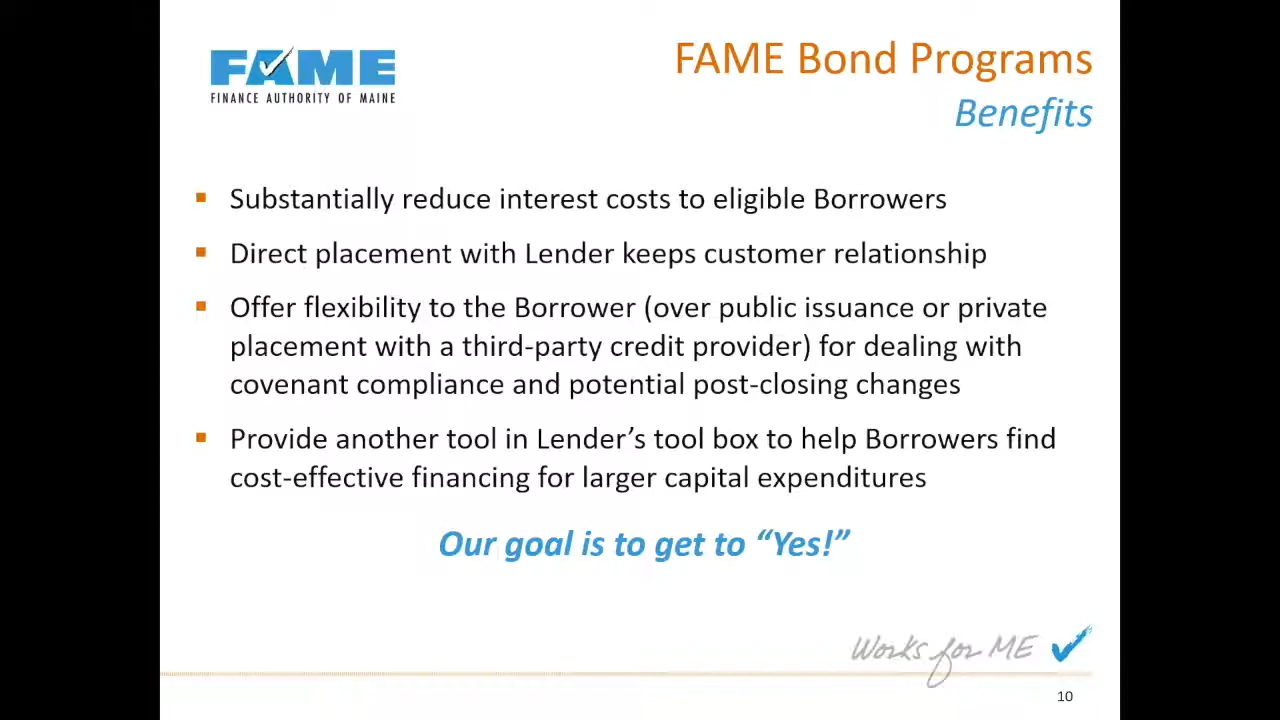 FAME
FINANCE AUTHORITY OF MAINE
FAME Bond Programs
Benefits
▪ Substantially reduce interest costs to eligible Borrowers
▪ Direct placement with Lender keeps customer relationship
▪ Offer flexibility to the Borrower (over public issuance or private
placement with a third-party credit provider) for dealing with
covenant compliance and potential post-closing changes
▪ Provide another tool in Lender’s tool box to help Borrowers find
cost-effective financing for larger capital expenditures
Our goal is to get to “Yes!”
Works for ME
10